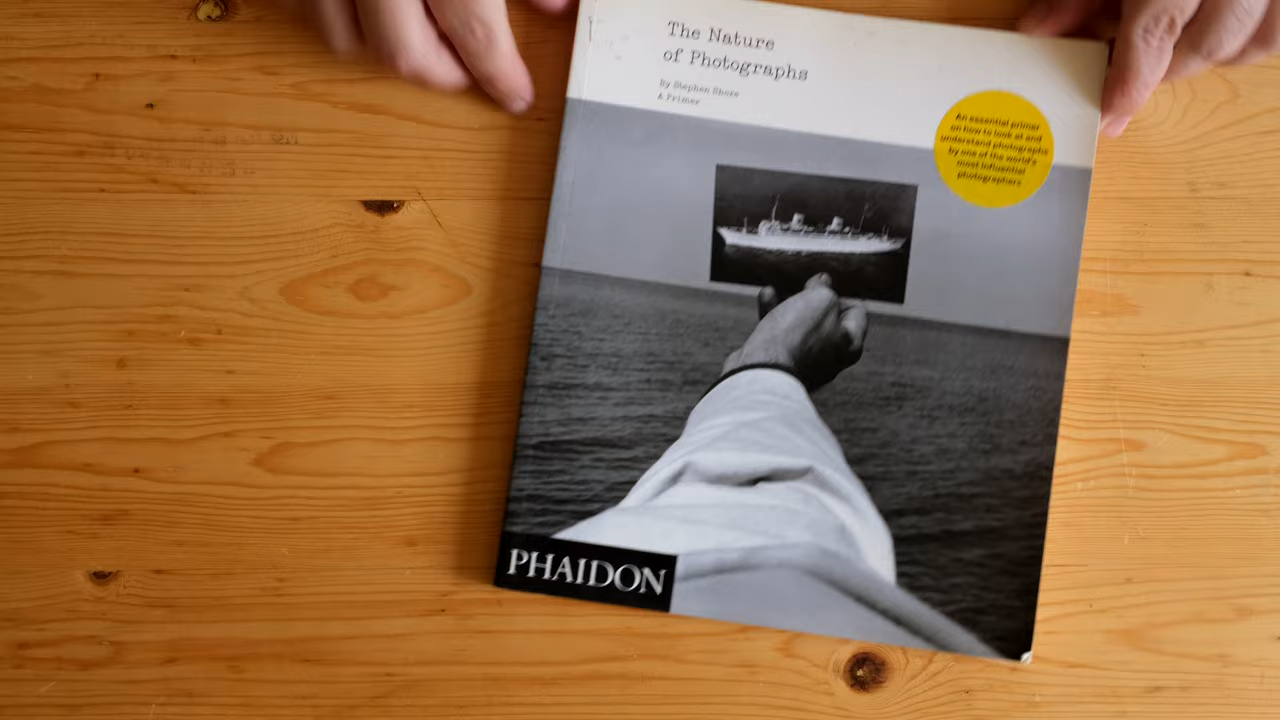 The Nature
of Photographs
by Stephen Shore
A Primer
An essential primer
on how to look at and
understand photographs
by one of the world's
most influential
photographers
PHAIDON